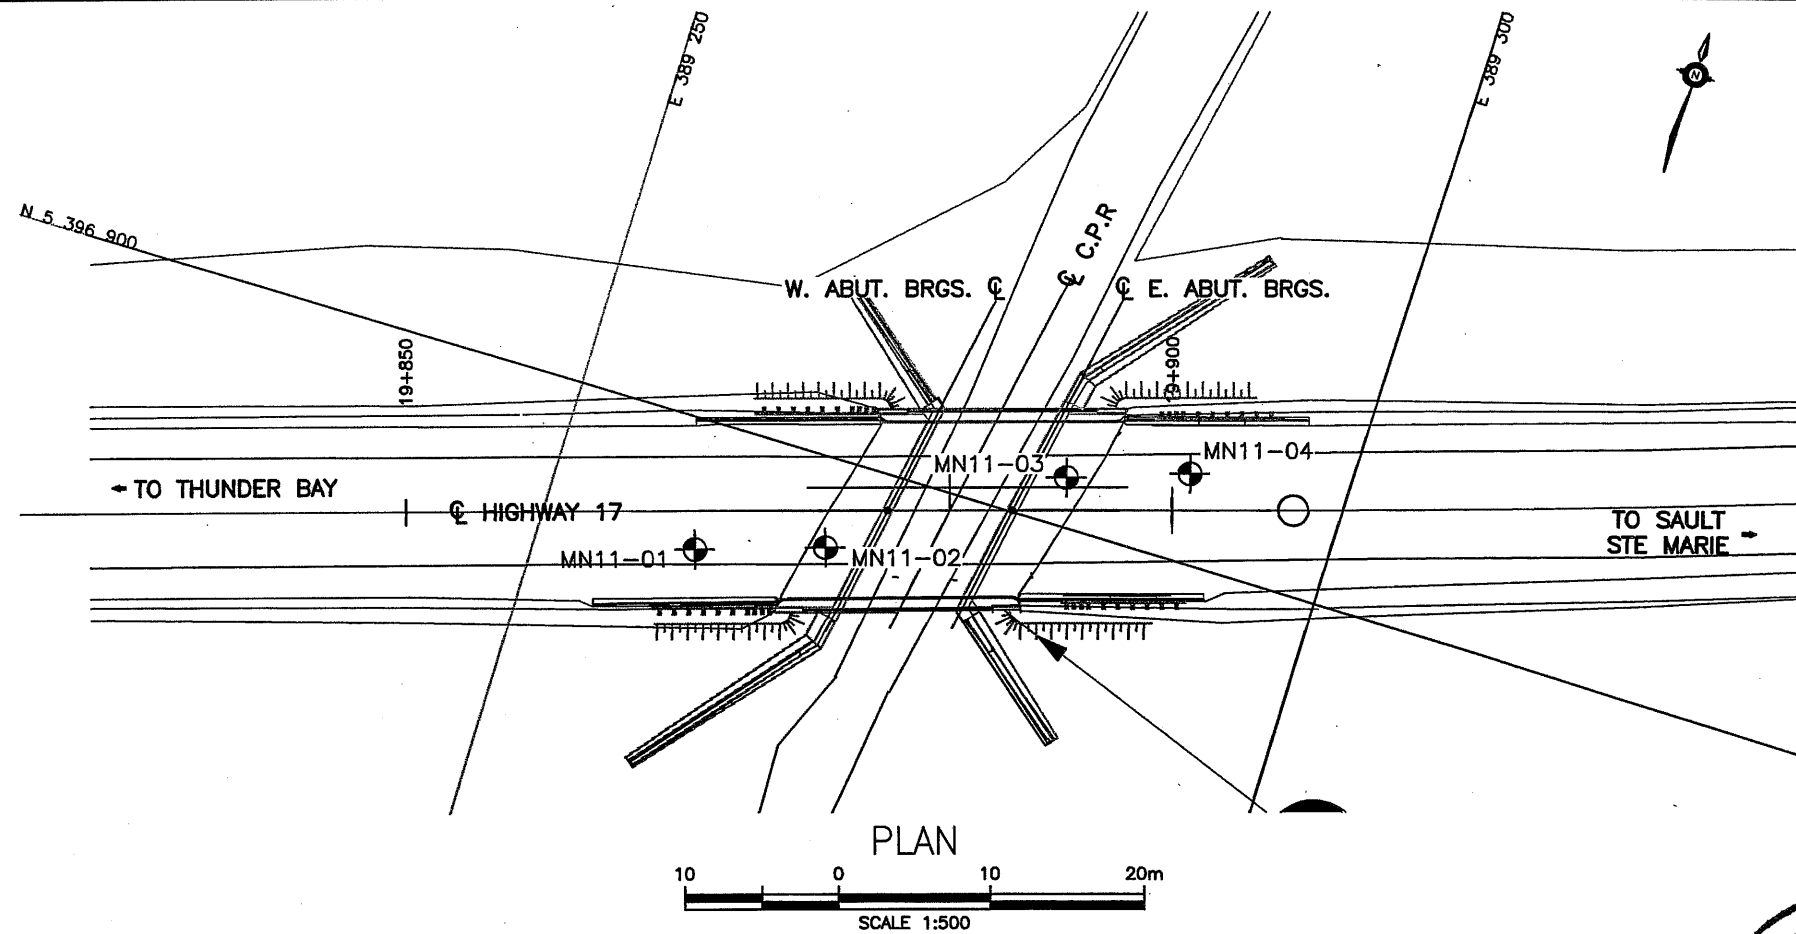 E 389 250
E 389 300
N
N 5 396 900
C.P.R
W. ABUT. BRGS. ℄
℄
℄ E. ABUT. BRGS.
19+850
19+900
MN11-03
MN11-04
← TO THUNDER BAY
℄ HIGHWAY 17
TO SAULT
STE MARIE →
MN11-01
MN11-02
PLAN
10 0 10 20m
SCALE 1:500